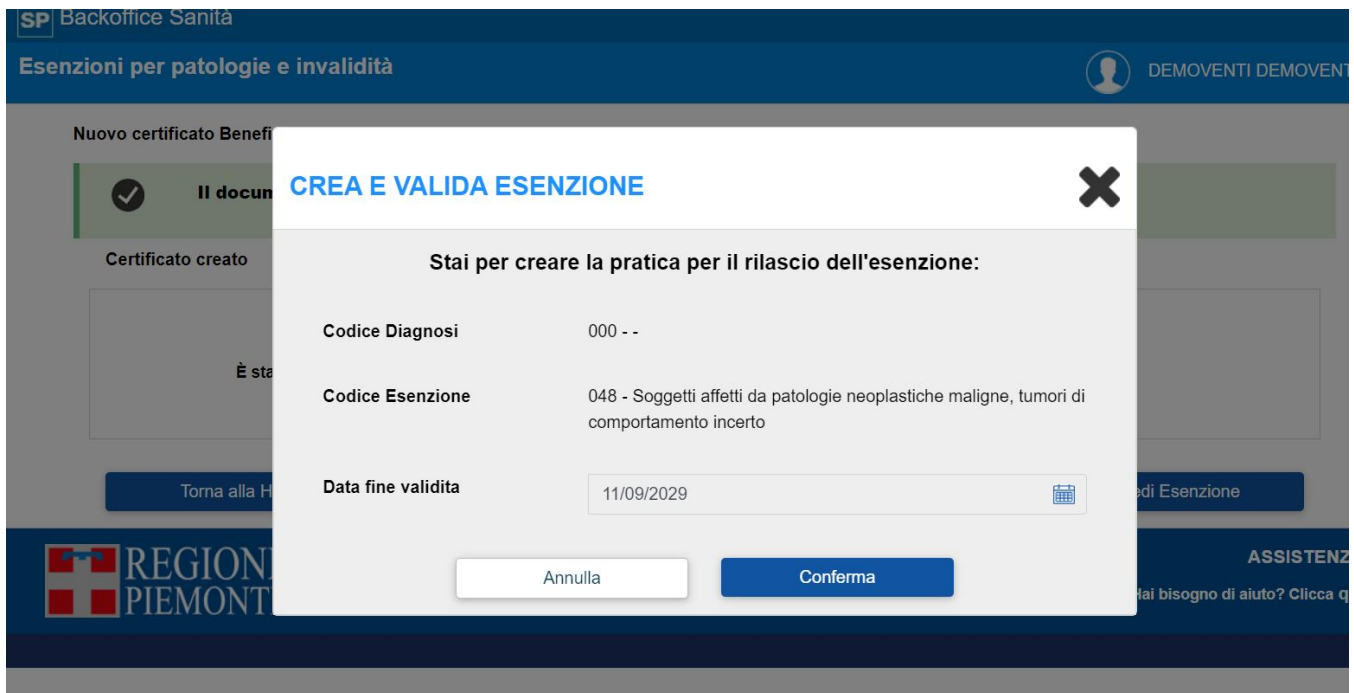 SP Backoffice Sanità
Esenzioni per patologie e invalidità
DEMOVENTI DEMOVENT
Nuovo certificato Benefi
Il docum
CREA E VALIDA ESENZIONE
Certificato creato
Stai per creare la pratica per il rilascio dell'esenzione:
Codice Diagnosi 000 - -
È sta
Codice Esenzione 048 - Soggetti affetti da patologie neoplastiche maligne, tumori di
comportamento incerto
Data fine validita 11/09/2029
Torna alla H
edi Esenzione
Annulla Conferma
REGION
PIEMONT
ASSISTENZ
Hai bisogno di aiuto? Clicca q